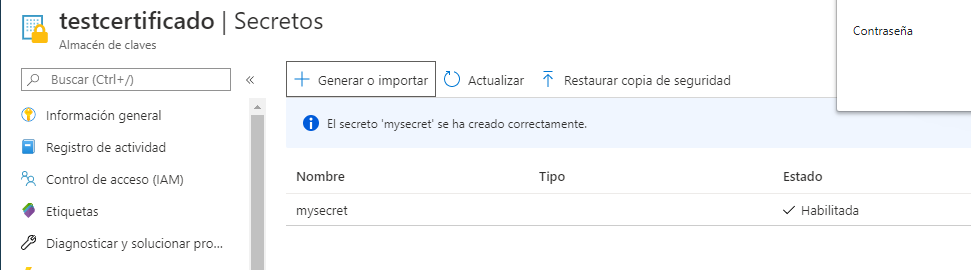 testcertificado | Secretos
Almacén de claves
Contraseña
Buscar (Ctrl+/)
«
Generar o importar
Actualizar
Restaurar copia de seguridad
Información general
Registro de actividad
Control de acceso (IAM)
Etiquetas
Diagnosticar y solucionar pro...
El secreto 'mysecret' se ha creado correctamente.
Nombre Tipo Estado
mysecret Habilitada